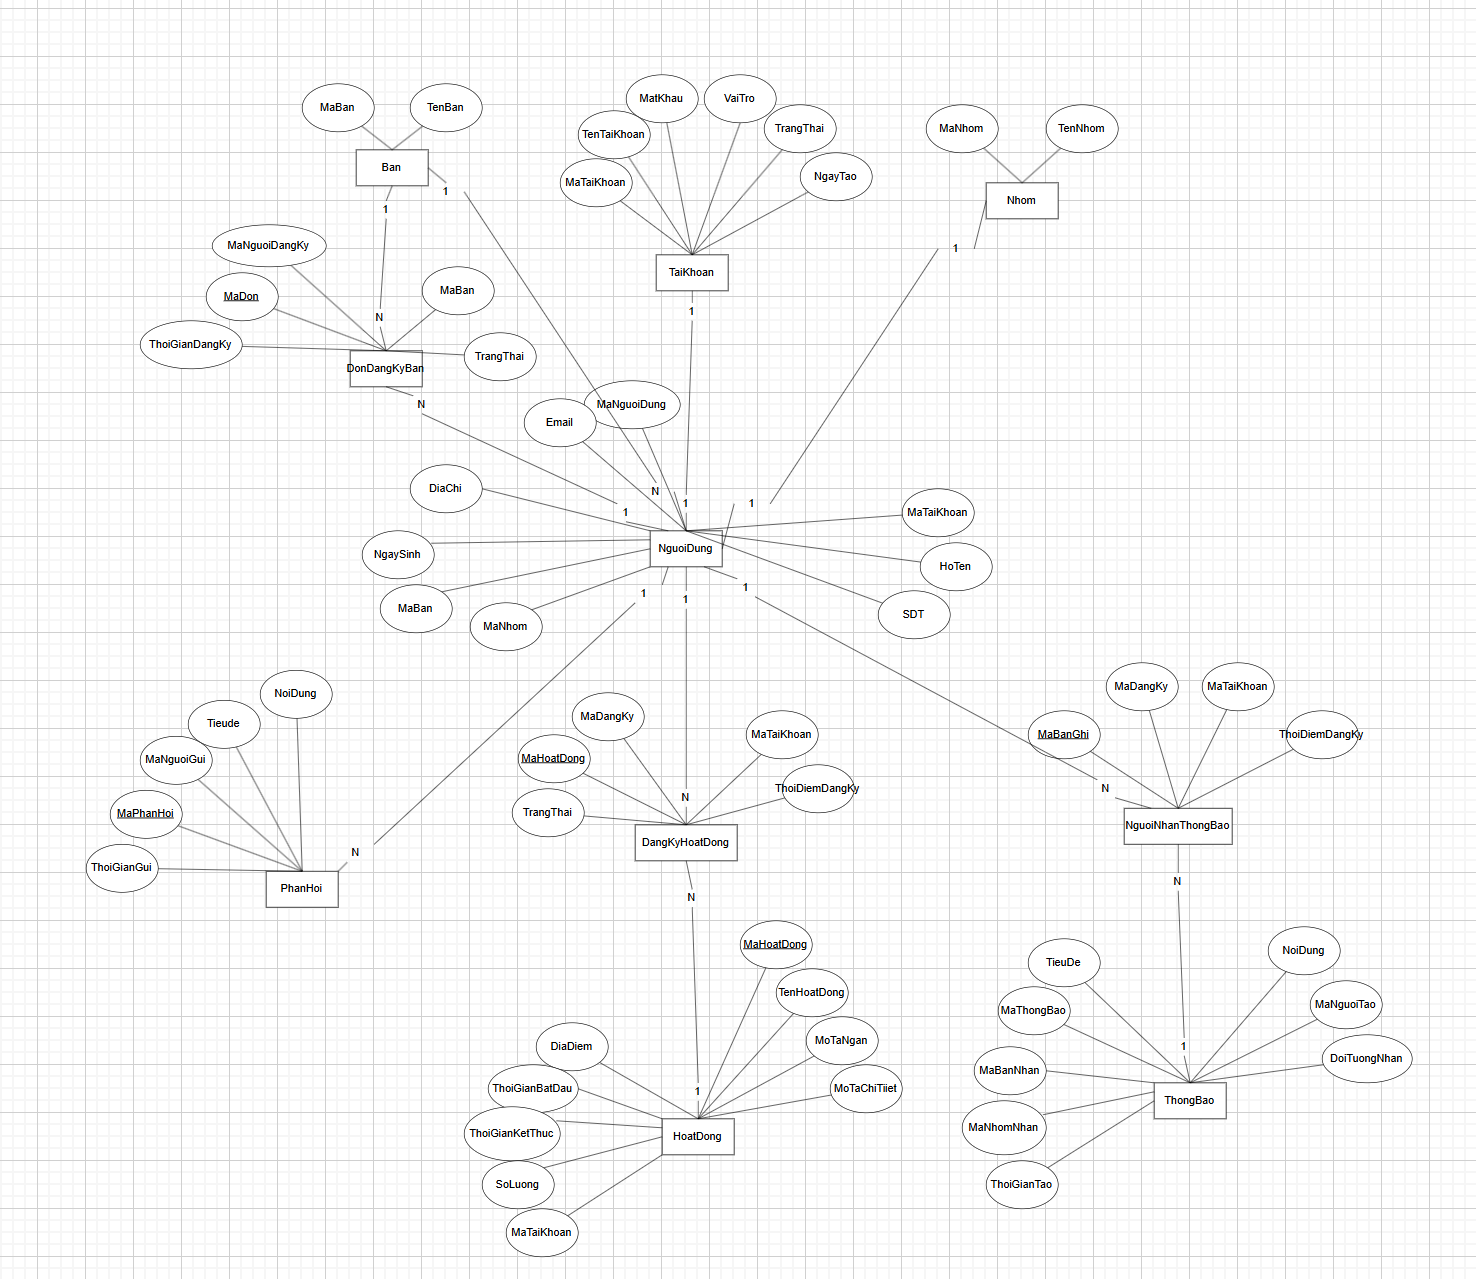 MaBan
TenBan
Ban
1
1
MatKhau
VaiTro
TenTaiKhoan
TrangThai
MaTaiKhoan
NgayTao
TaiKhoan
1
MaNhom
TenNhom
Nhom
1
MaNguoiDangKy
MaDon
MaBan
N
ThoiGianDangKy
TrangThai
DonDangKyBan
N
MaNguoiDung
Email
DiaChi
N
1
1
1
MaTaiKhoan
NguoiDung
NgaySinh
HoTen
MaBan
MaNhom
SDT
1
1
1
NoiDung
Tieude
MaNguoiGui
MaPhanHoi
ThoiGianGui
N
PhanHoi
MaDangKy
MaTaiKhoan
MaHoatDong
ThoiDiemDangKy
TrangThai
N
DangKyHoatDong
N
MaDangKy
MaTaiKhoan
MaBanGhi
ThoiDiemDangKy
N
NguoiNhanThongBao
N
MaHoatDong
TenHoatDong
DiaDiem
MoTaNgan
ThoiGianBatDau
MoTaChiTiiet
1
ThoiGianKetThuc
HoatDong
SoLuong
MaTaiKhoan
TieuDe
NoiDung
MaThongBao
MaNguoiTao
1
DoiTuongNhan
MaBanNhan
ThongBao
MaNhomNhan
ThoiGianTao